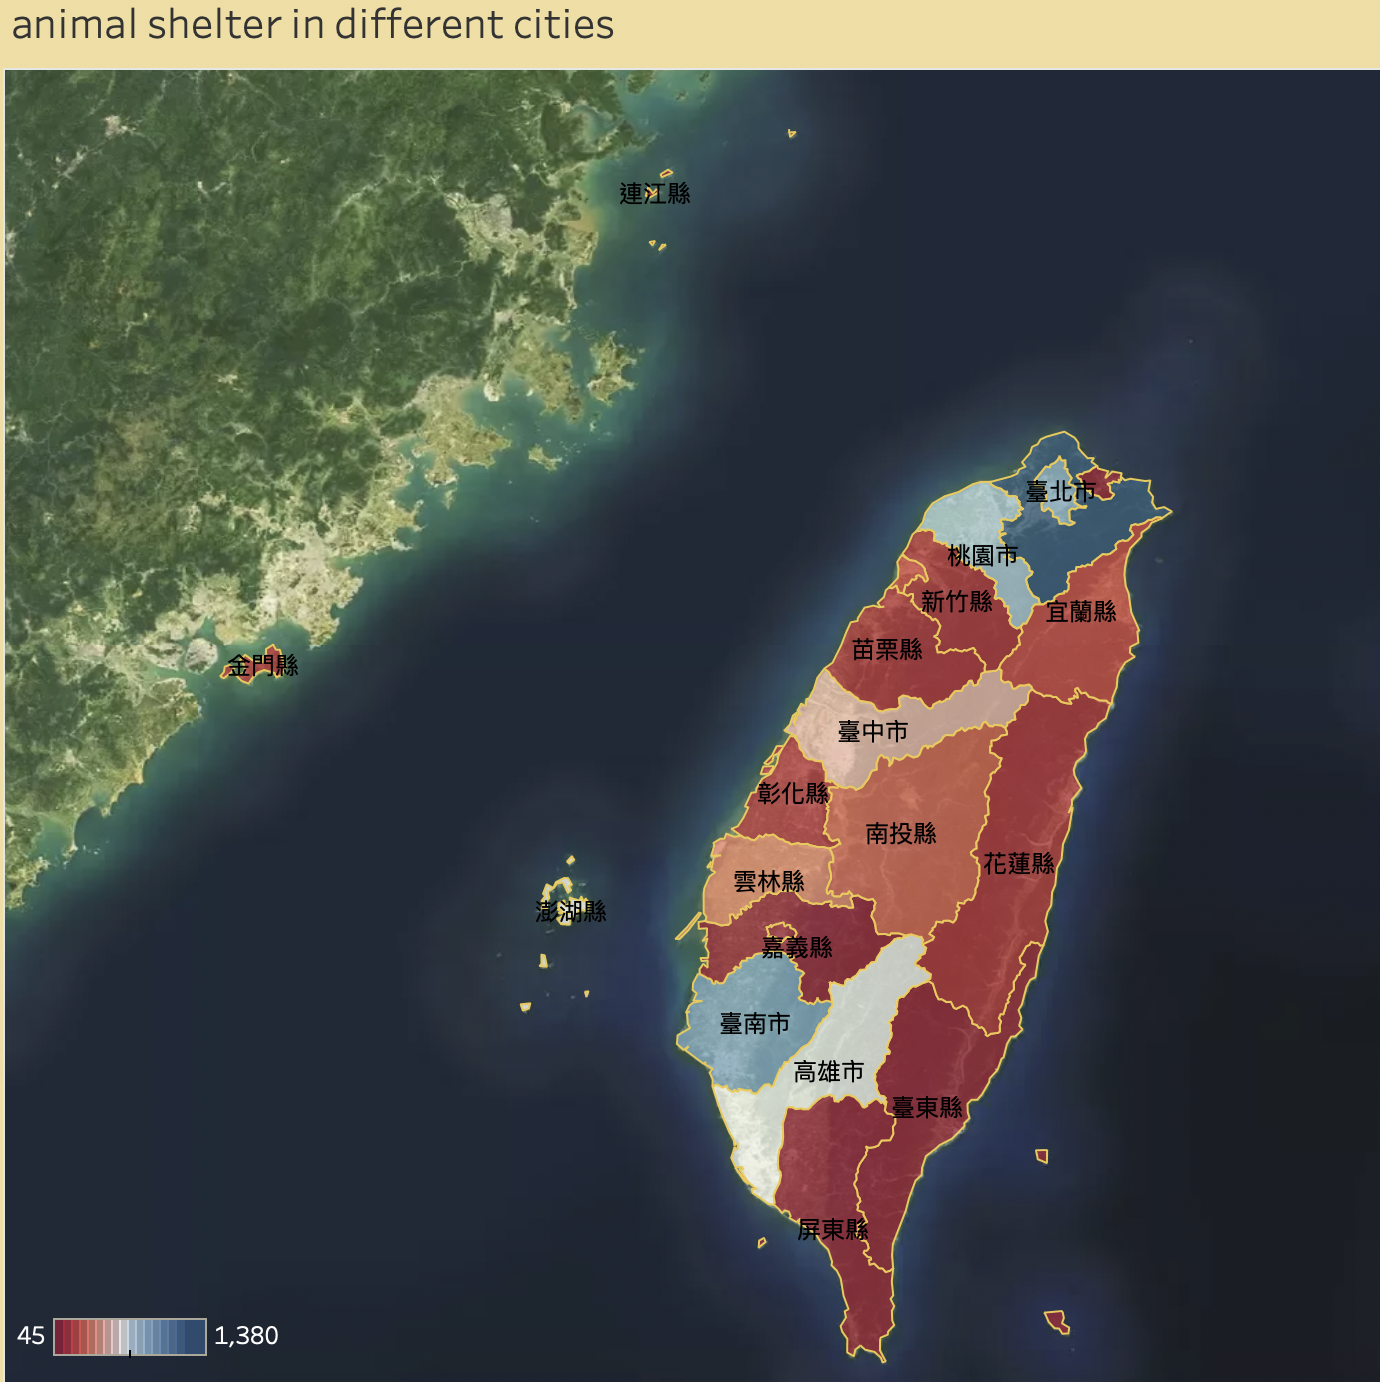 animal shelter in different cities
連江縣
臺北市
桃園市
新竹縣
宜蘭縣
苗栗縣
金門縣
臺中市
彰化縣
南投縣
花蓮縣
雲林縣
澎湖縣
嘉義縣
臺南市
高雄市
臺東縣
屏東縣
45 1,380